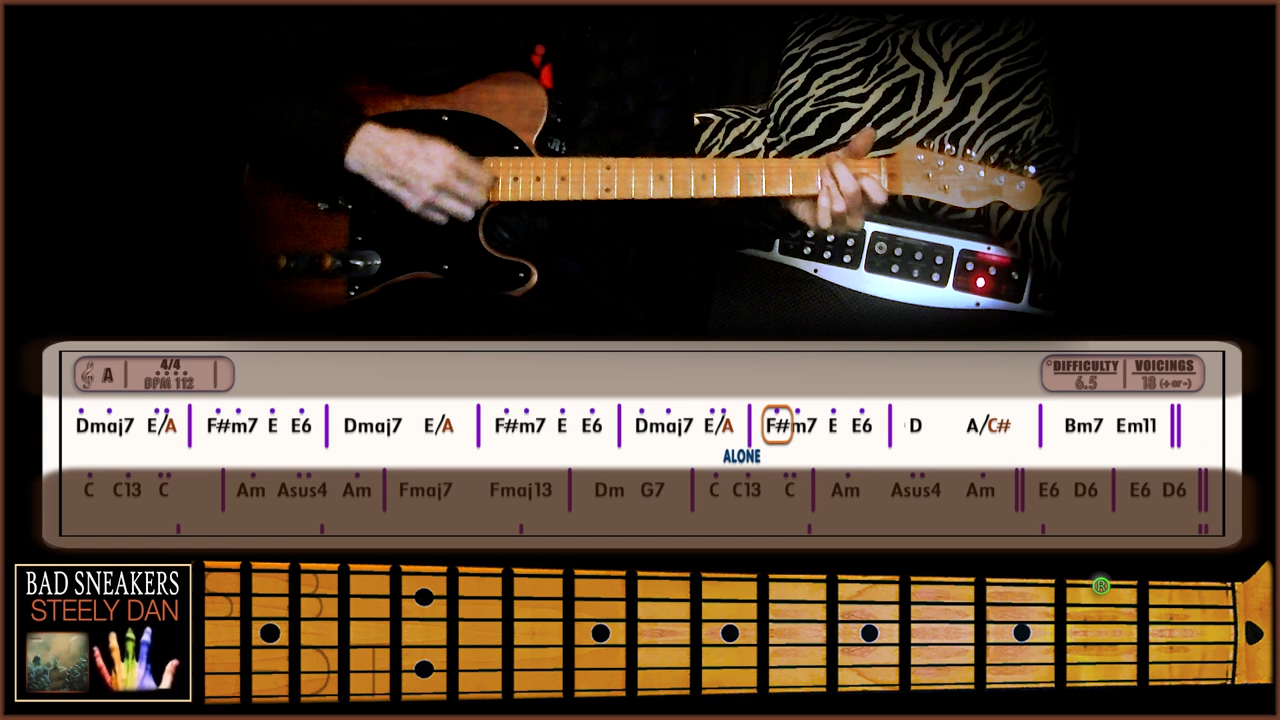 A 4/4 BPM 112
DIFFICULTY 6.5 VOICINGS 18 (+or-)
Dmaj7 E/A F#m7 E E6 Dmaj7 E/A F#m7 E E6 Dmaj7 E/A F#m7 E E6 D A/C# Bm7 Em11
ALONE
C C13 C Am Asus4 Am Fmaj7 Fmaj13 Dm G7 C C13 C Am Asus4 Am E6 D6 E6 D6
BAD SNEAKERS
STEELY DAN
R